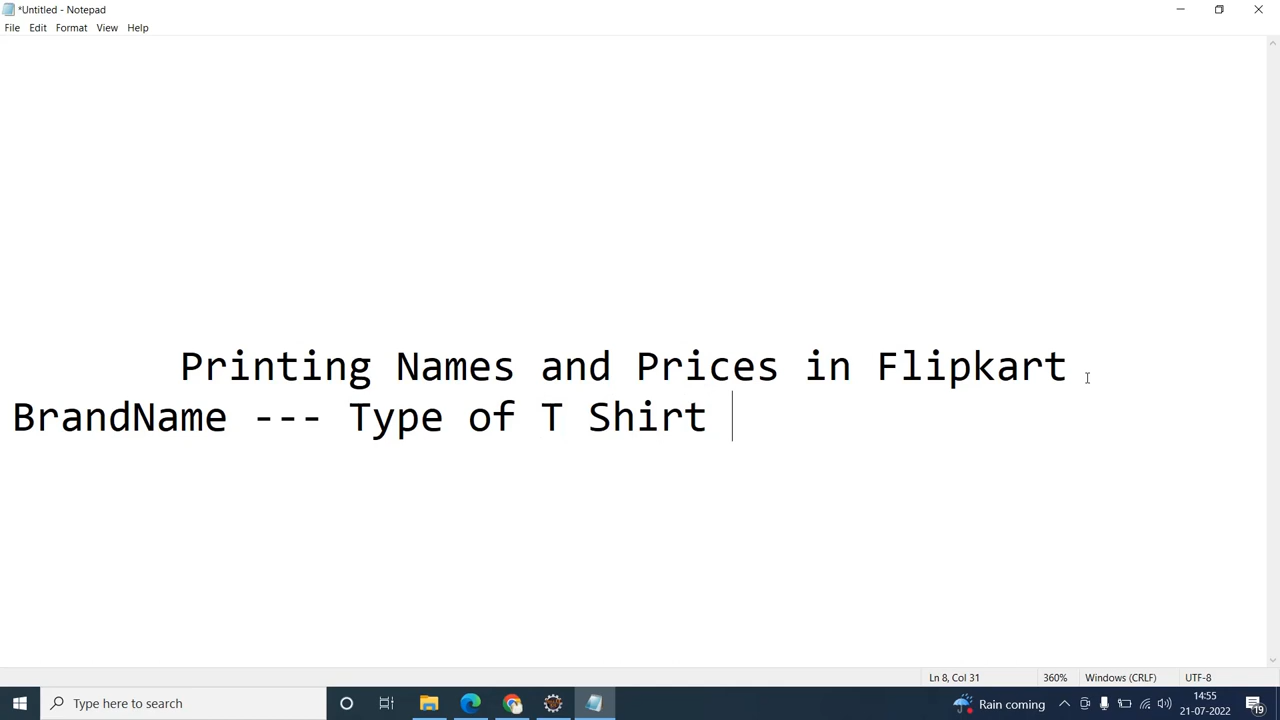 *Untitled - Notepad
File Edit Format View Help
Printing Names and Prices in Flipkart
BrandName --- Type of T Shirt
Ln 8, Col 31 360% Windows (CRLF) UTF-8
Type here to search Rain coming 14:55
21-07-2022 19